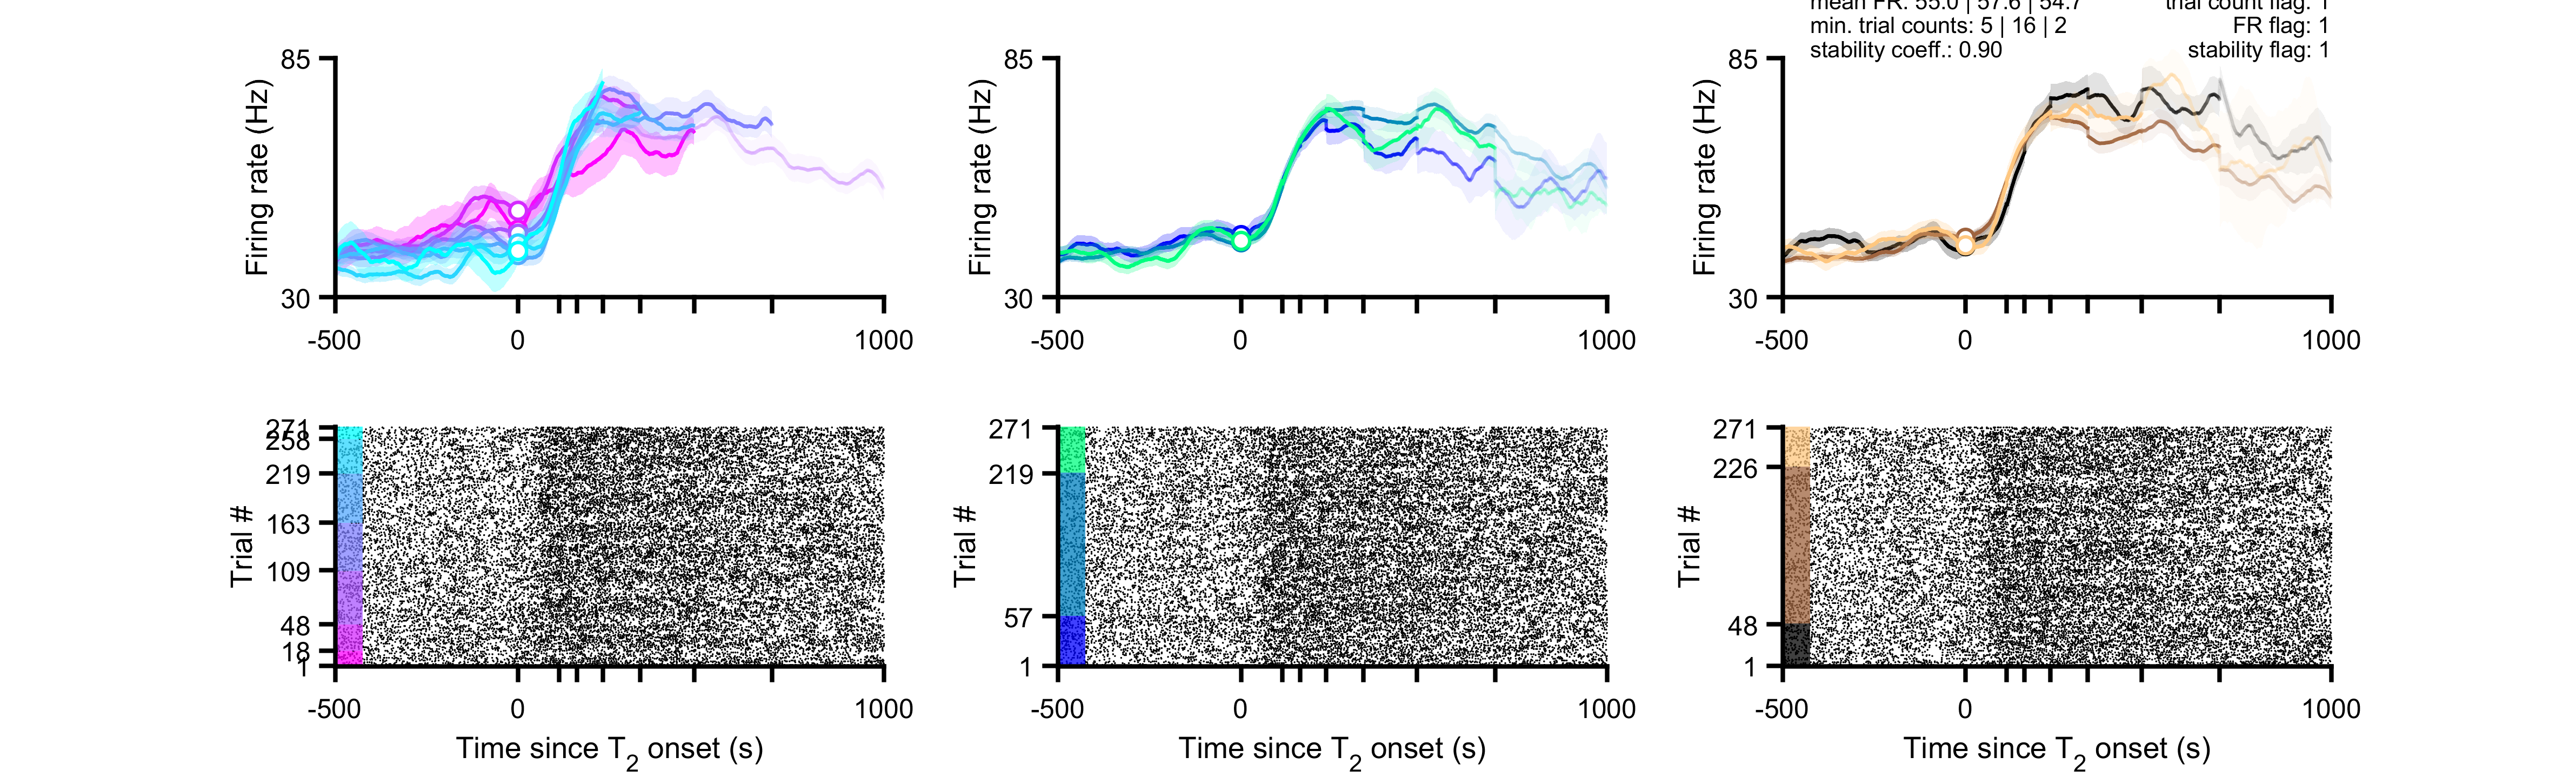 mean FR: 55.0 | 57.6 | 54.7
trial count flag: 1
min. trial counts: 5 | 16 | 2
FR flag: 1
stability coeff.: 0.90
stability flag: 1
85
Firing rate (Hz)
30
-500
0
1000
85
Firing rate (Hz)
30
-500
0
1000
85
Firing rate (Hz)
30
-500
0
1000
271
258
219
163
109
48
18
1
Trial #
-500
0
1000
Time since T2 onset (s)
271
219
57
1
Trial #
-500
0
1000
Time since T2 onset (s)
271
226
48
1
Trial #
-500
0
1000
Time since T2 onset (s)